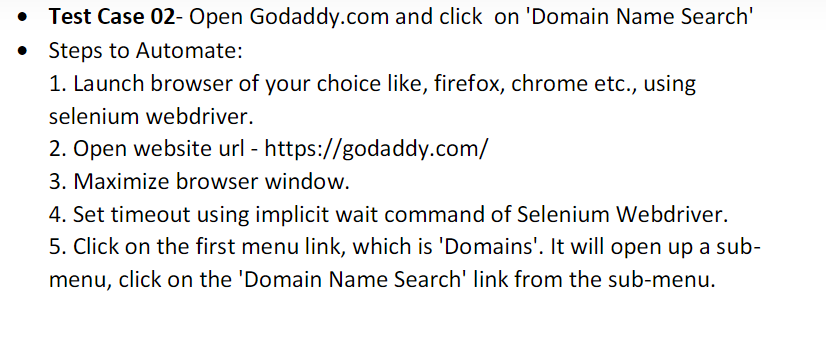 • Test Case 02- Open Godaddy.com and click  on 'Domain Name Search'
• Steps to Automate:
1. Launch browser of your choice like, firefox, chrome etc., using
selenium webdriver.
2. Open website url - https://godaddy.com/
3. Maximize browser window.
4. Set timeout using implicit wait command of Selenium Webdriver.
5. Click on the first menu link, which is 'Domains'. It will open up a sub-
menu, click on the 'Domain Name Search' link from the sub-menu.